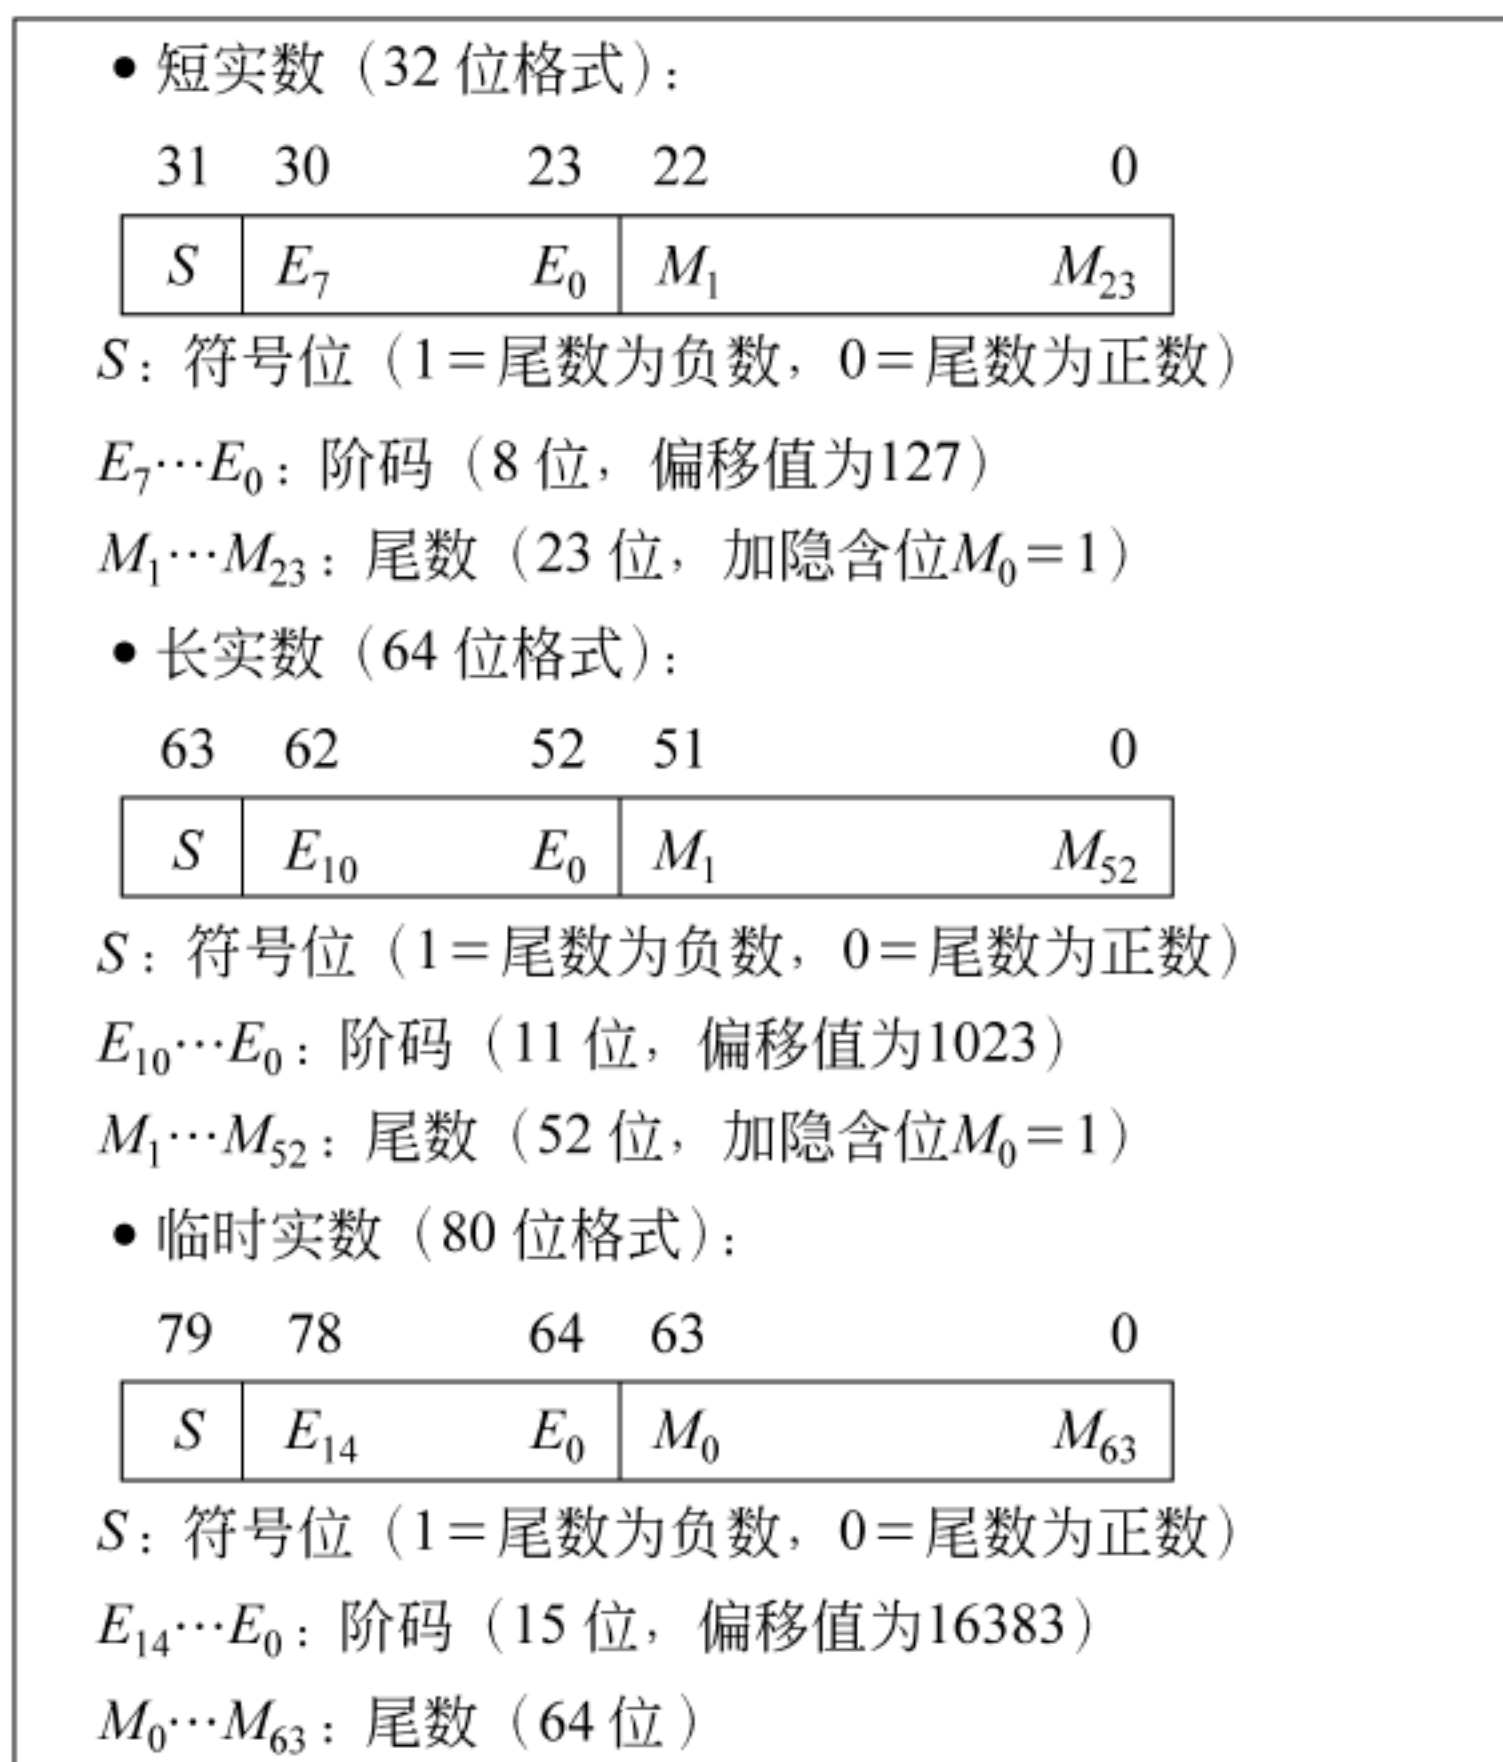 ● 短实数（32 位格式）：
31 30 23 22 0
S E₇ E₀ M₁ M₂₃
S：符号位（1＝尾数为负数，0＝尾数为正数）
E₇⋯E₀：阶码（8 位，偏移值为127）
M₁⋯M₂₃：尾数（23 位，加隐含位M₀＝1）
● 长实数（64 位格式）：
63 62 52 51 0
S E₁₀ E₀ M₁ M₅₂
S：符号位（1＝尾数为负数，0＝尾数为正数）
E₁₀⋯E₀：阶码（11 位，偏移值为1023）
M₁⋯M₅₂：尾数（52 位，加隐含位M₀＝1）
● 临时实数（80 位格式）：
79 78 64 63 0
S E₁₄ E₀ M₀ M₆₃
S：符号位（1＝尾数为负数，0＝尾数为正数）
E₁₄⋯E₀：阶码（15 位，偏移值为16383）
M₀⋯M₆₃：尾数（64 位）